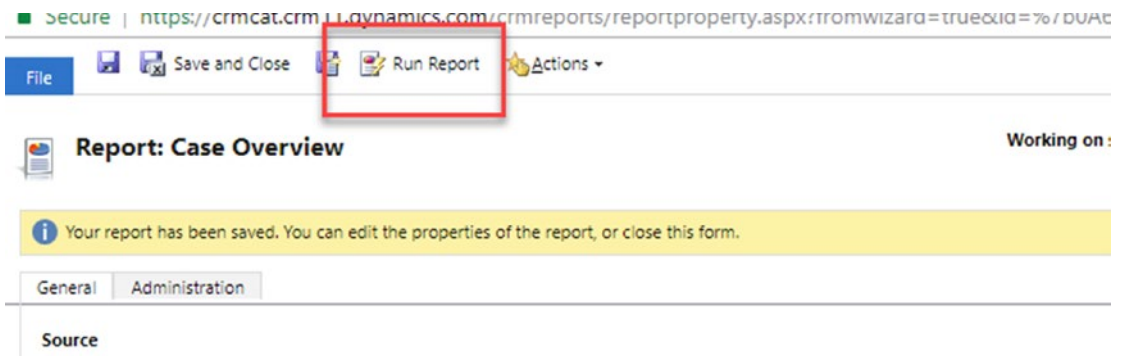 Secure | https://crmcat.crm11.dynamics.com/crmreports/reportproperty.aspx?fromwizard=true&id=%7b0A6
File Save and Close Run Report Actions
Report: Case Overview
Working on
Your report has been saved. You can edit the properties of the report, or close this form.
General Administration
Source